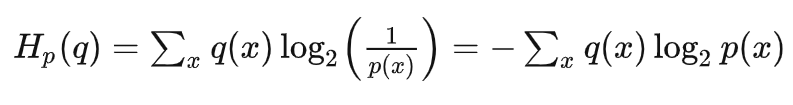 H_p(q) = ∑_x q(x) log_2 (1/p(x)) = − ∑_x q(x) log_2 p(x)